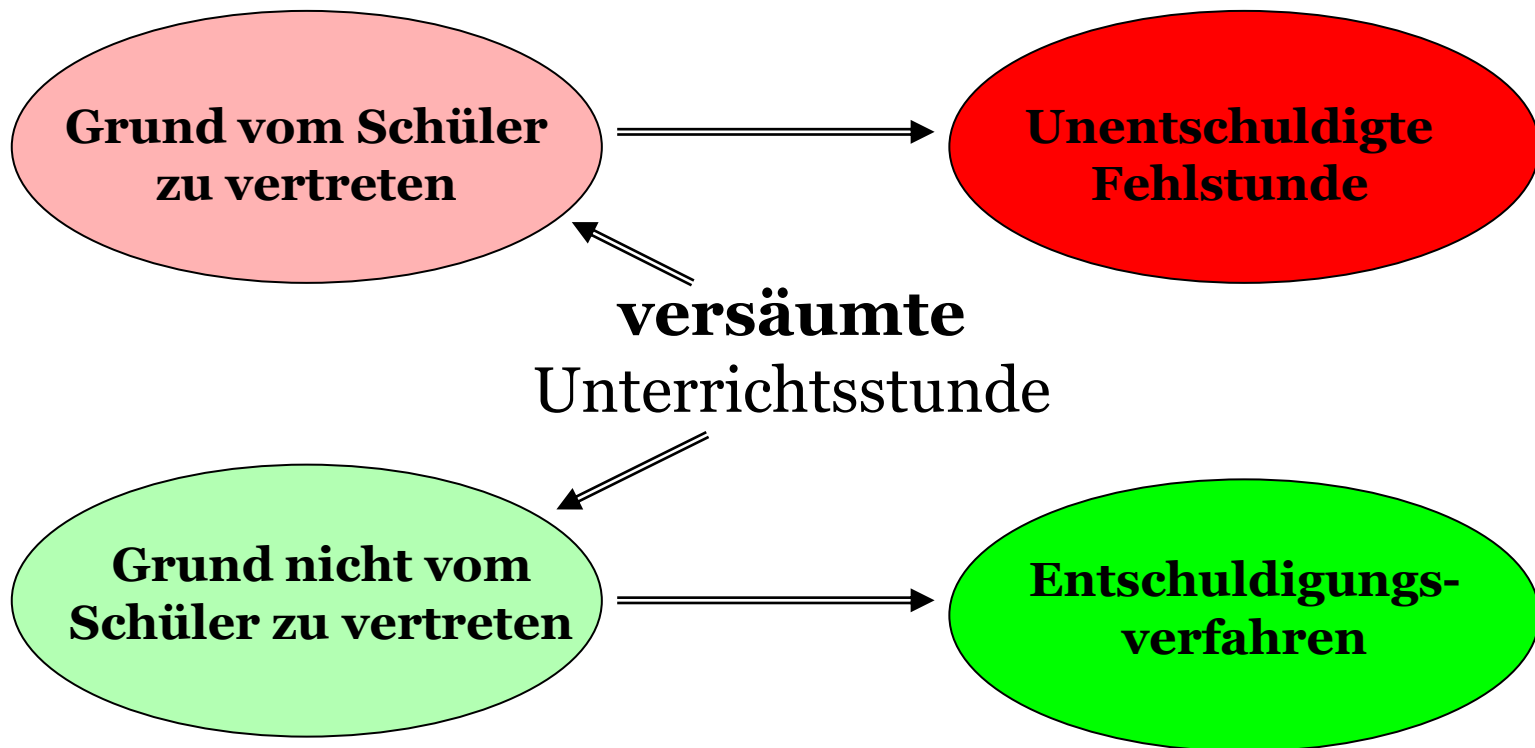 Grund vom Schüler
zu vertreten
Unentschuldigte
Fehlstunde
versäumte
Unterrichtsstunde
Grund nicht vom
Schüler zu vertreten
Entschuldigungs-
verfahren